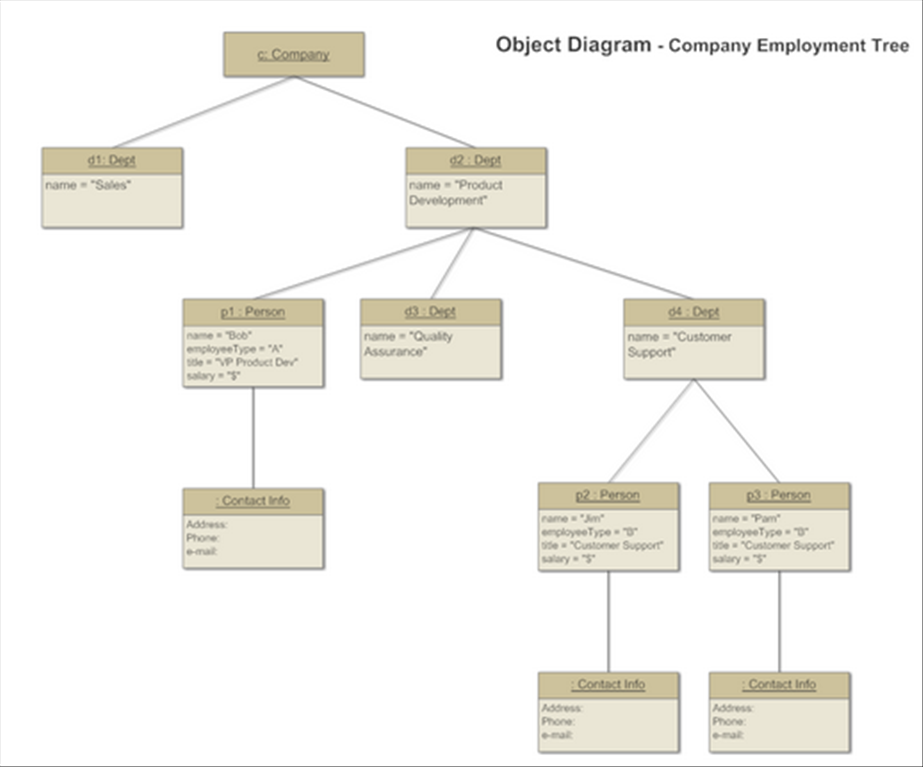 Object Diagram - Company Employment Tree
c: Company
d1: Dept
name = "Sales"
d2 : Dept
name = "Product
Development"
p1 : Person
name = "Bob"
employeeType = "A"
title = "VP Product Dev"
salary = "$"
d3 : Dept
name = "Quality
Assurance"
d4 : Dept
name = "Customer
Support"
: Contact Info
Address:
Phone:
e-mail:
p2 : Person
name = "Jim"
employeeType = "B"
title = "Customer Support"
salary = "$"
p3 : Person
name = "Pam"
employeeType = "B"
title = "Customer Support"
salary = "$"
: Contact Info
Address:
Phone:
e-mail:
: Contact Info
Address:
Phone:
e-mail: